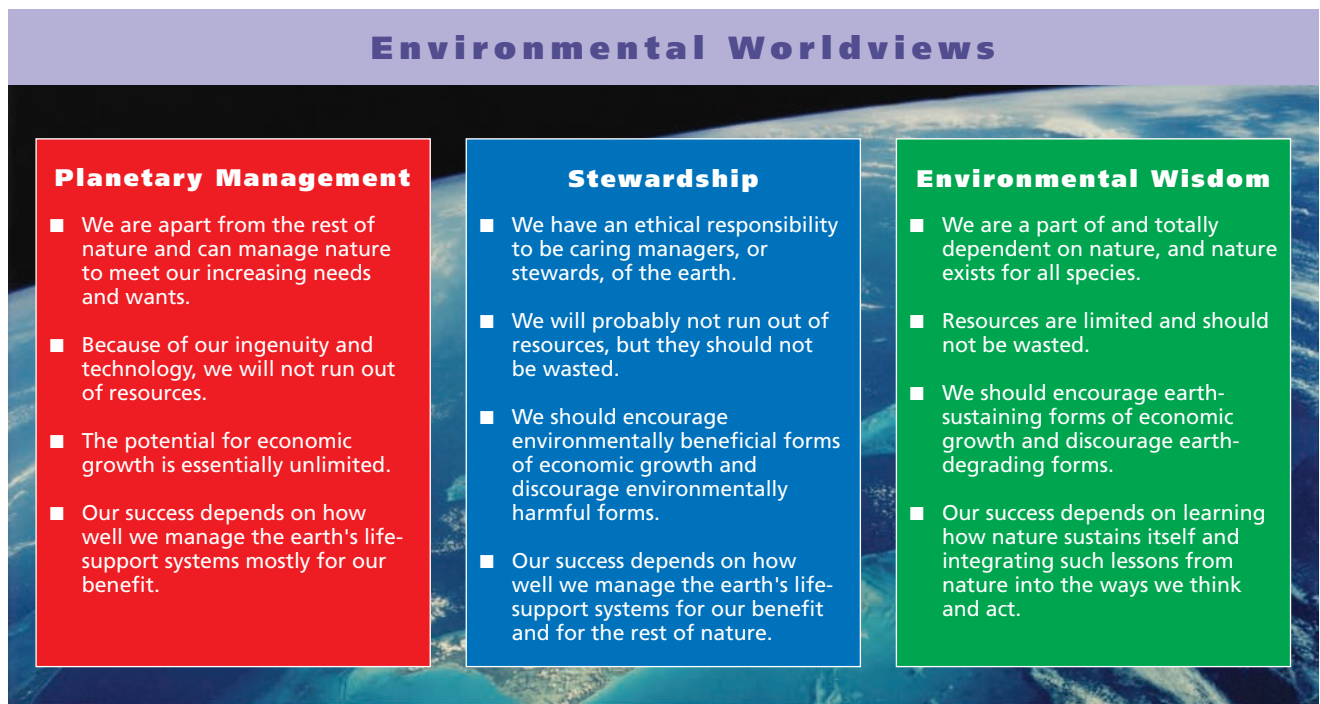 Environmental Worldviews
Planetary Management
■ We are apart from the rest of
nature and can manage nature
to meet our increasing needs
and wants.
■ Because of our ingenuity and
technology, we will not run out
of resources.
■ The potential for economic
growth is essentially unlimited.
■ Our success depends on how
well we manage the earth's life-
support systems mostly for our
benefit.
Stewardship
■ We have an ethical responsibility
to be caring managers, or
stewards, of the earth.
■ We will probably not run out of
resources, but they should not
be wasted.
■ We should encourage
environmentally beneficial forms
of economic growth and
discourage environmentally
harmful forms.
■ Our success depends on how
well we manage the earth's life-
support systems for our benefit
and for the rest of nature.
Environmental Wisdom
■ We are a part of and totally
dependent on nature, and nature
exists for all species.
■ Resources are limited and should
not be wasted.
■ We should encourage earth-
sustaining forms of economic
growth and discourage earth-
degrading forms.
■ Our success depends on learning
how nature sustains itself and
integrating such lessons from
nature into the ways we think
and act.